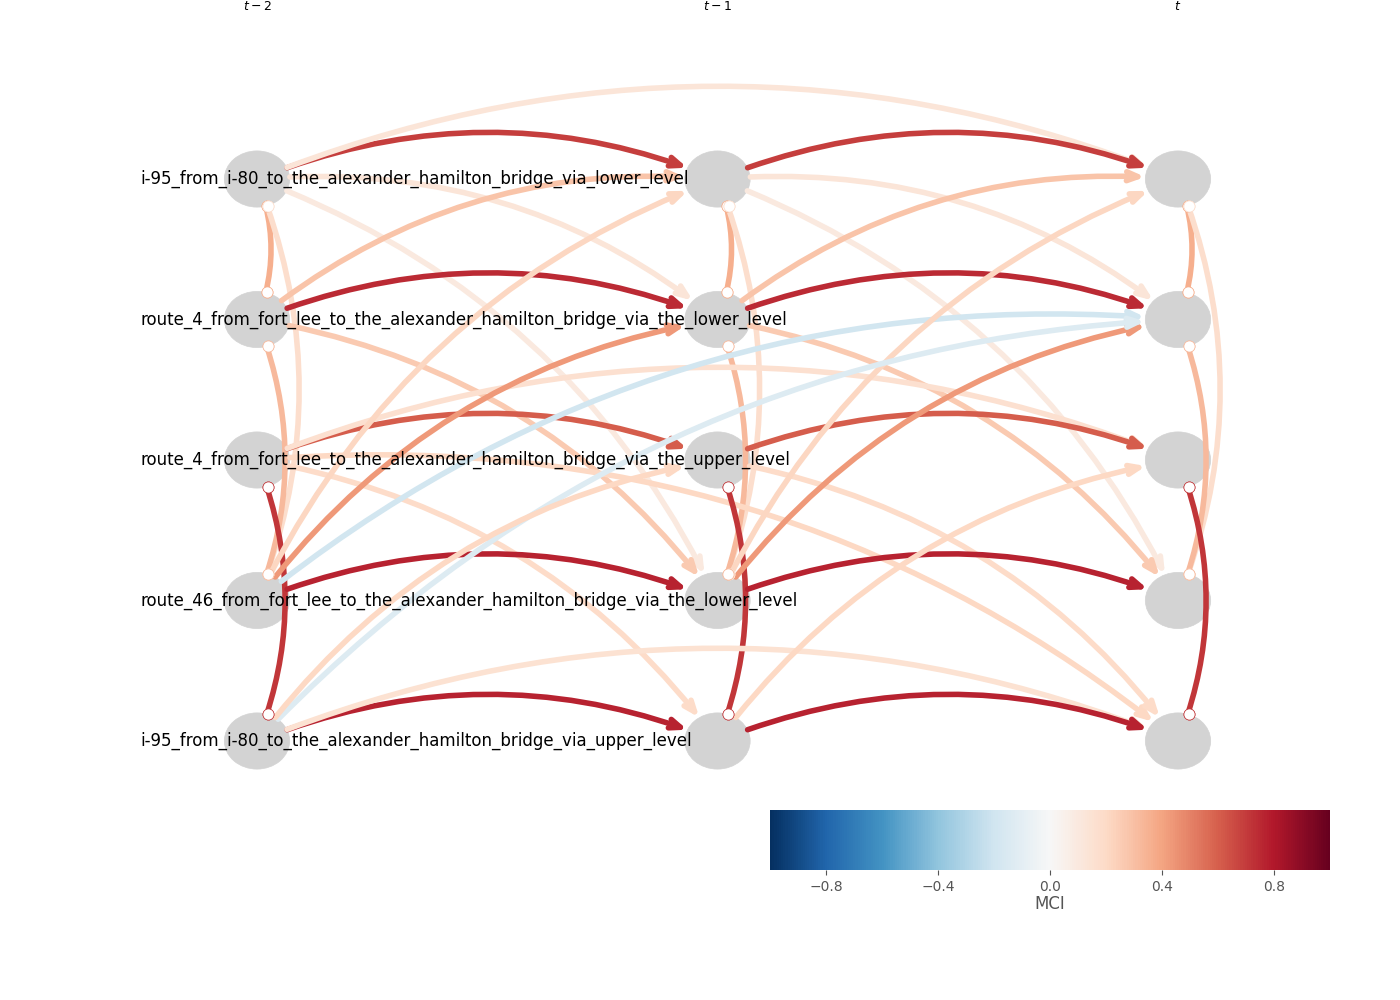 t − 2 t − 1 t
i-95_from_i-80_to_the_alexander_hamilton_bridge_via_lower_level
route_4_from_fort_lee_to_the_alexander_hamilton_bridge_via_the_lower_level
route_4_from_fort_lee_to_the_alexander_hamilton_bridge_via_the_upper_level
route_46_from_fort_lee_to_the_alexander_hamilton_bridge_via_the_lower_level
i-95_from_i-80_to_the_alexander_hamilton_bridge_via_upper_level
−0.8 −0.4 0.0 0.4 0.8
MCI